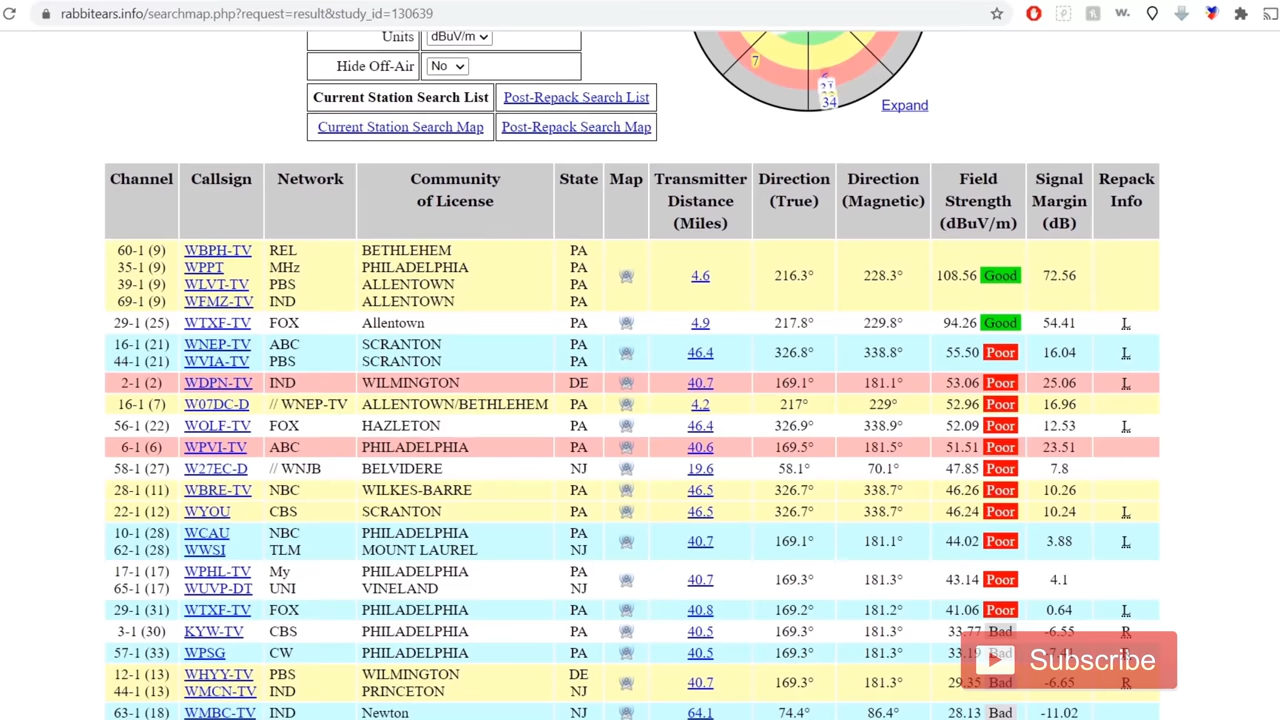 rabbitears.info/searchmap.php?request=result&study_id=130639
Units dBuV/m
Hide Off-Air No
Current Station Search List Post-Repack Search List
Current Station Search Map Post-Repack Search Map
7
34
Expand
Channel Callsign Network Community of License State Map Transmitter Distance (Miles) Direction (True) Direction (Magnetic) Field Strength (dBuV/m) Signal Margin (dB) Repack Info
60-1 (9) WBPH-TV REL BETHLEHEM PA
35-1 (9) WPPT MHz PHILADELPHIA PA
4.6 216.3° 228.3° 108.56 Good 72.56
39-1 (9) WLVT-TV PBS ALLENTOWN PA
69-1 (9) WFMZ-TV IND ALLENTOWN PA
29-1 (25) WTXF-TV FOX Allentown PA 4.9 217.8° 229.8° 94.26 Good 54.41 L
16-1 (21) WNEP-TV ABC SCRANTON PA
46.4 326.8° 338.8° 55.50 Poor 16.04 L
44-1 (21) WVIA-TV PBS SCRANTON PA
2-1 (2) WDPN-TV IND WILMINGTON DE 40.7 169.1° 181.1° 53.06 Poor 25.06 L
16-1 (7) W07DC-D // WNEP-TV ALLENTOWN/BETHLEHEM PA 4.2 217° 229° 52.96 Poor 16.96
56-1 (22) WOLF-TV FOX HAZLETON PA 46.4 326.9° 338.9° 52.09 Poor 12.53 L
6-1 (6) WPVI-TV ABC PHILADELPHIA PA 40.6 169.5° 181.5° 51.51 Poor 23.51
58-1 (27) W27EC-D // WNJB BELVIDERE NJ 19.6 58.1° 70.1° 47.85 Poor 7.8
28-1 (11) WBRE-TV NBC WILKES-BARRE PA 46.5 326.7° 338.7° 46.26 Poor 10.26
22-1 (12) WYOU CBS SCRANTON PA 46.5 326.7° 338.7° 46.24 Poor 10.24 L
10-1 (28) WCAU NBC PHILADELPHIA PA
40.7 169.1° 181.1° 44.02 Poor 3.88 L
62-1 (28) WWSI TLM MOUNT LAUREL NJ
17-1 (17) WPHL-TV My PHILADELPHIA PA
40.7 169.3° 181.3° 43.14 Poor 4.1
65-1 (17) WUVP-DT UNI VINELAND NJ
29-1 (31) WTXF-TV FOX PHILADELPHIA PA 40.8 169.2° 181.2° 41.06 Poor 0.64 L
3-1 (30) KYW-TV CBS PHILADELPHIA PA 40.5 169.3° 181.3° 33.77 Bad -6.55 R
57-1 (33) WPSG CW PHILADELPHIA PA 40.5 169.3° 181.3° 33.19 Bad
Subscribe
12-1 (13) WHYY-TV PBS WILMINGTON DE
40.7 169.3° 181.3° 29.35 Bad -6.65 R
44-1 (13) WMCN-TV IND PRINCETON NJ
63-1 (18) WMBC-TV IND Newton NJ 64.1 74.4° 86.4° 28.13 Bad -11.02